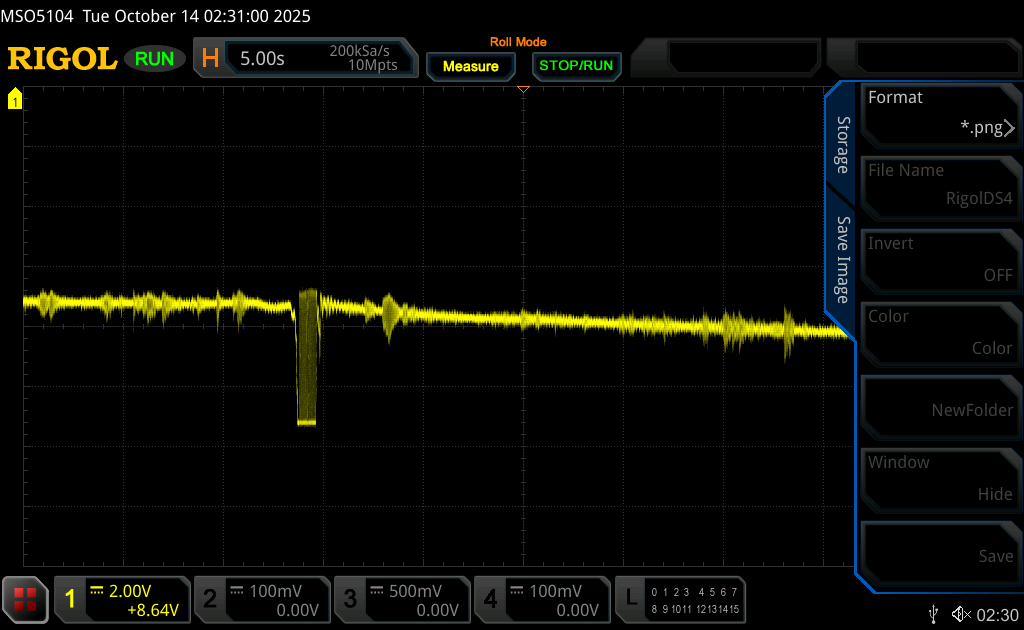 MSO5104 Tue October 14 02:31:00 2025
RIGOL RUN H 5.00s 200kSa/s 10Mpts Roll Mode Measure STOP/RUN
1
Storage
Save Image
Format
*.png
File Name
RigolDS4
Invert
OFF
Color
Color
NewFolder
Window
Hide
Save
1 2.00V +8.64V
2 100mV 0.00V
3 500mV 0.00V
4 100mV 0.00V
L 0 1 2 3 4 5 6 7
8 9 10 11 12 13 14 15
02:30